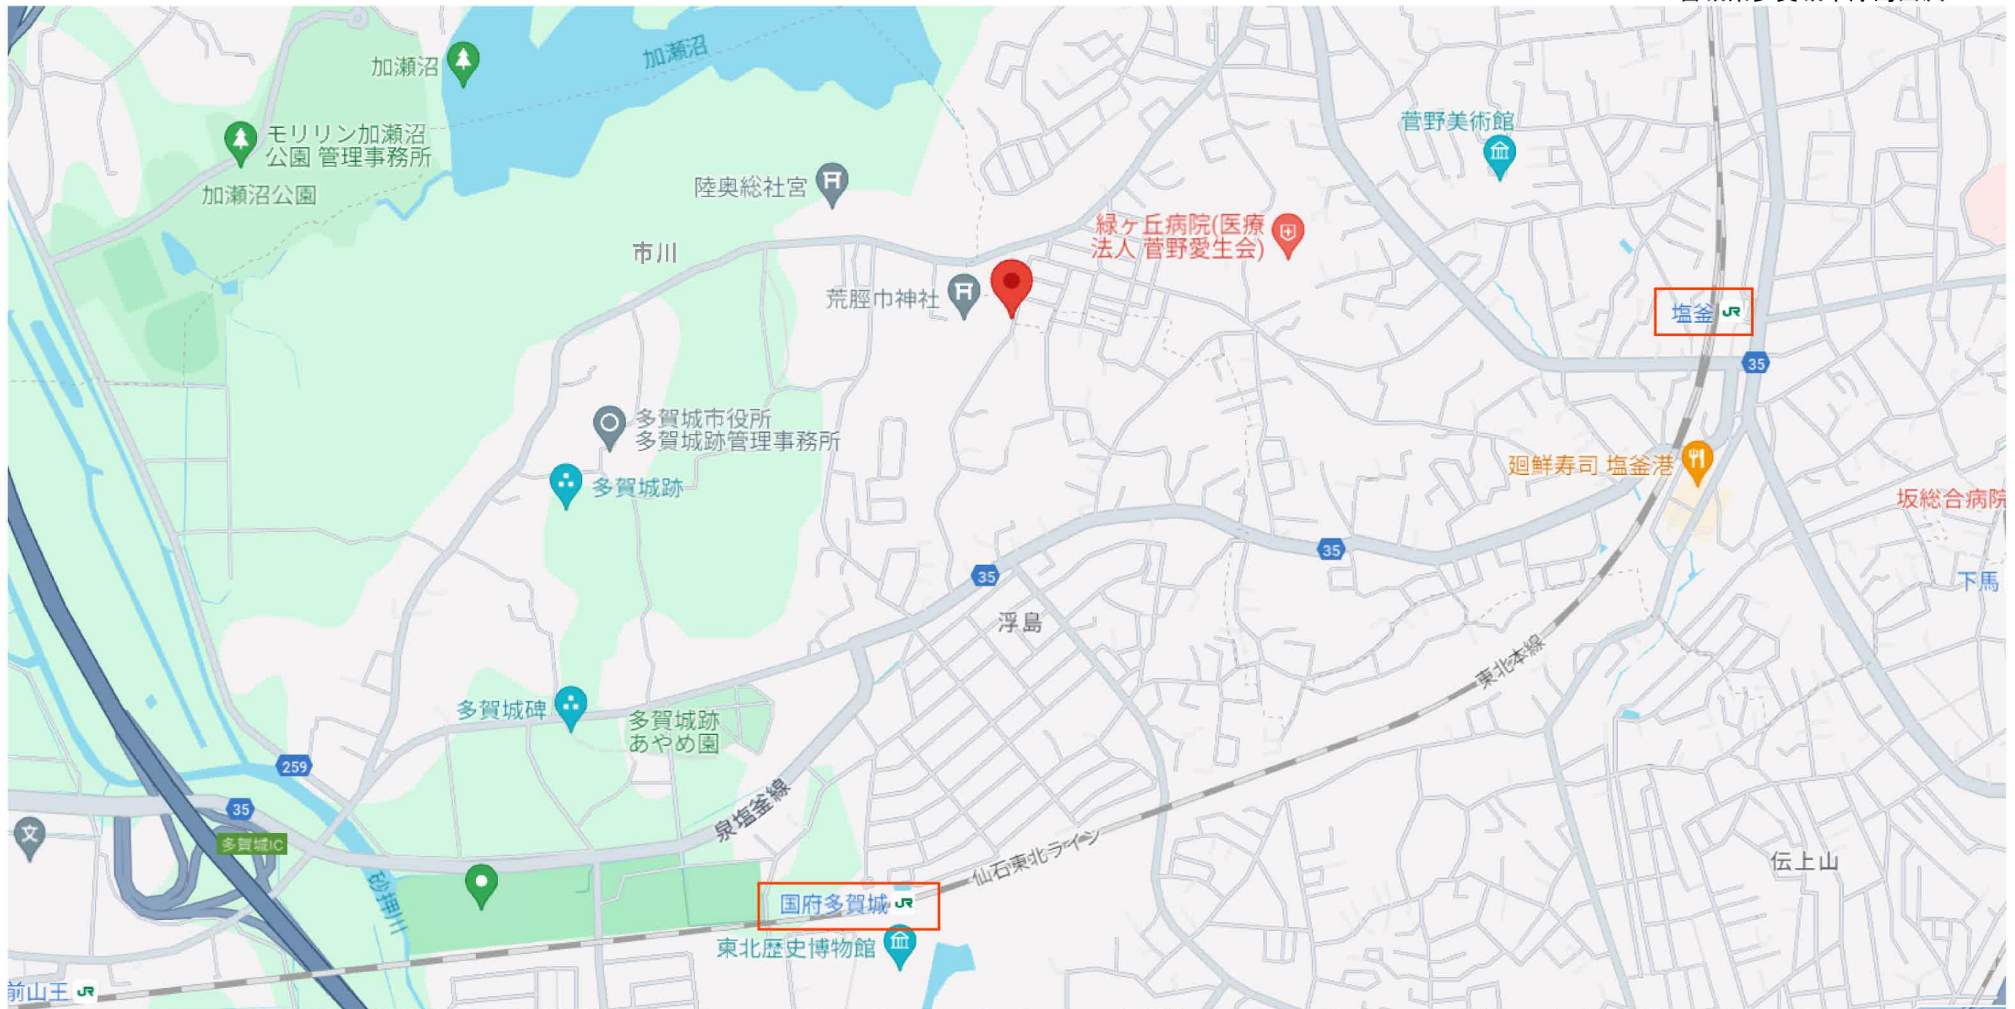 加瀬沼
加瀬沼
モリリン加瀬沼
公園 管理事務所
加瀬沼公園
菅野美術館
陸奥総社宮
緑ヶ丘病院(医療
法人 菅野愛生会)
市川
荒脛巾神社
塩釜 JR
35
多賀城市役所
多賀城跡管理事務所
多賀城跡
廻鮮寿司 塩釜港
坂総合病院
35
35
下馬
浮島
東北本線
多賀城碑
多賀城跡
あやめ園
259
35
泉塩釜線
文
多賀城IC
仙石東北ライン
伝上山
砂押川
国府多賀城 JR
東北歴史博物館
前山王 JR